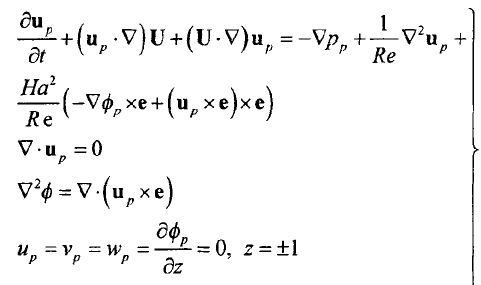 ∂u_p/∂t + (u_p · ∇)U + (U · ∇)u_p = −∇p_p + 1/Re ∇²u_p +
Ha²/Re (−∇ϕ_p × e + (u_p × e) × e)
∇ · u_p = 0
∇²ϕ = ∇ · (u_p × e)
u_p = v_p = w_p = ∂ϕ_p/∂z = 0, z = ±1